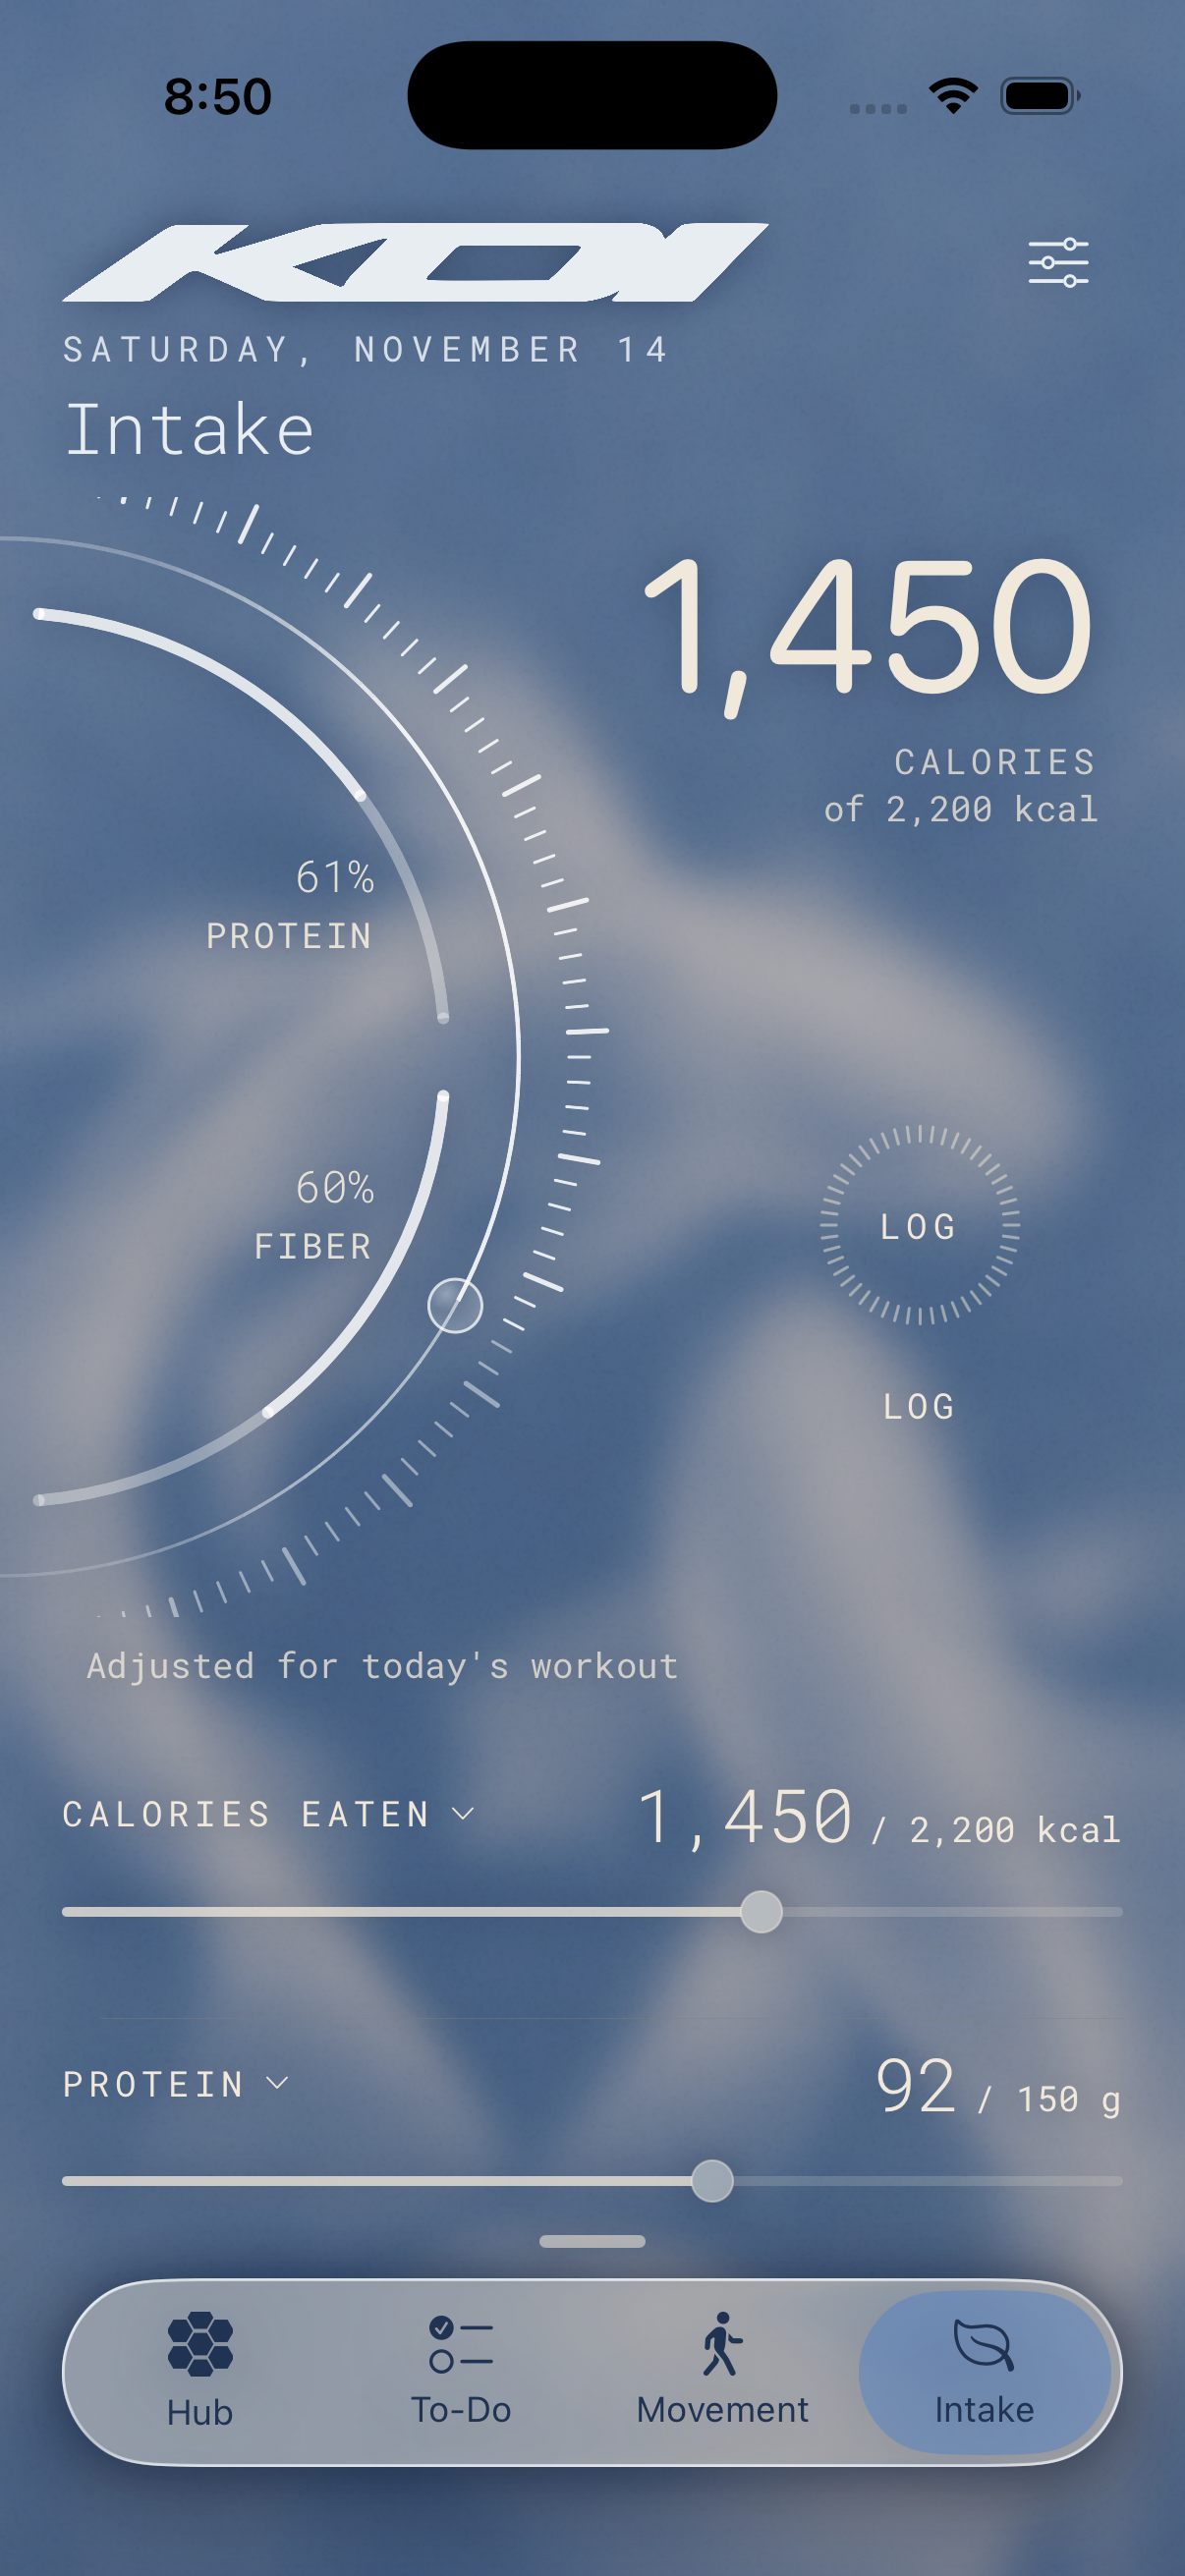 8:50
KOI
SATURDAY, NOVEMBER 14
Intake
1,450
CALORIES
of 2,200 kcal
61%
PROTEIN
60%
FIBER
LOG
LOG
Adjusted for today's workout
CALORIES EATEN
1,450 / 2,200 kcal
PROTEIN
92 / 150 g
Hub
To-Do
Movement
Intake